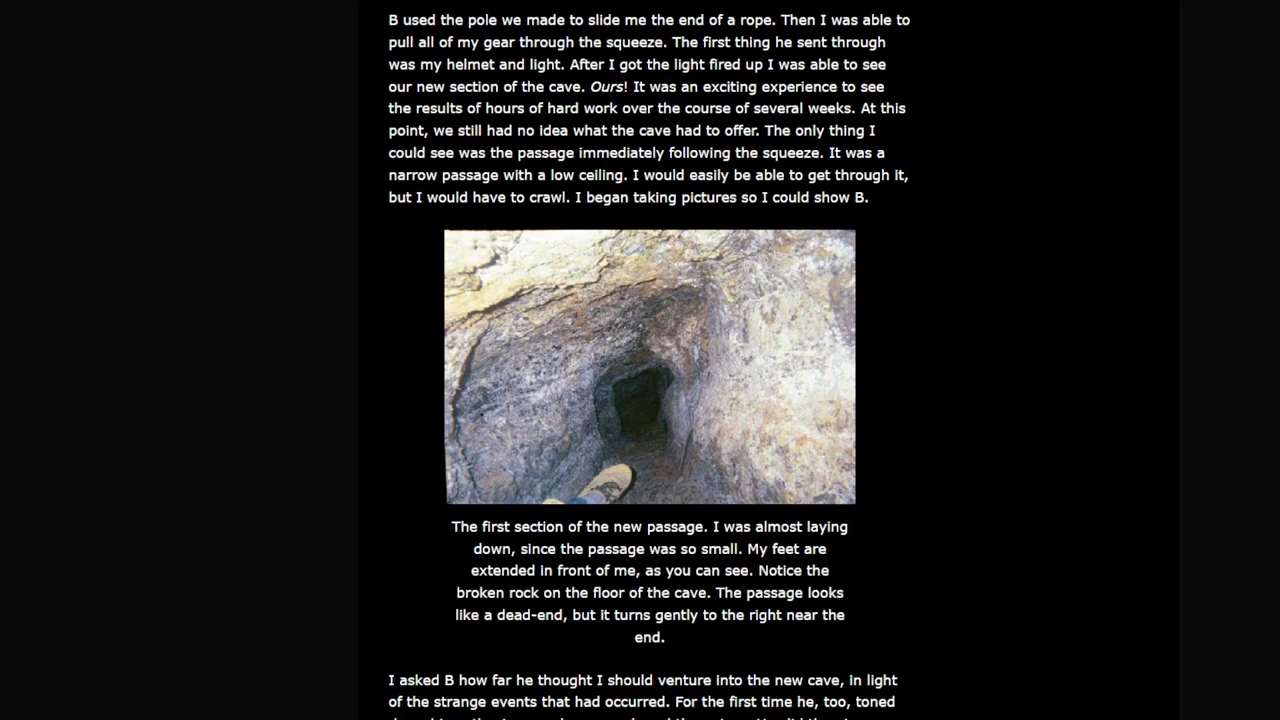 B used the pole we made to slide me the end of a rope. Then I was able to
pull all of my gear through the squeeze. The first thing he sent through
was my helmet and light. After I got the light fired up I was able to see
our new section of the cave. Ours! It was an exciting experience to see
the results of hours of hard work over the course of several weeks. At this
point, we still had no idea what the cave had to offer. The only thing I
could see was the passage immediately following the squeeze. It was a
narrow passage with a low ceiling. I would easily be able to get through it,
but I would have to crawl. I began taking pictures so I could show B.
The first section of the new passage. I was almost laying
down, since the passage was so small. My feet are
extended in front of me, as you can see. Notice the
broken rock on the floor of the cave. The passage looks
like a dead-end, but it turns gently to the right near the
end.
I asked B how far he thought I should venture into the new cave, in light
of the strange events that had occurred. For the first time he, too, toned